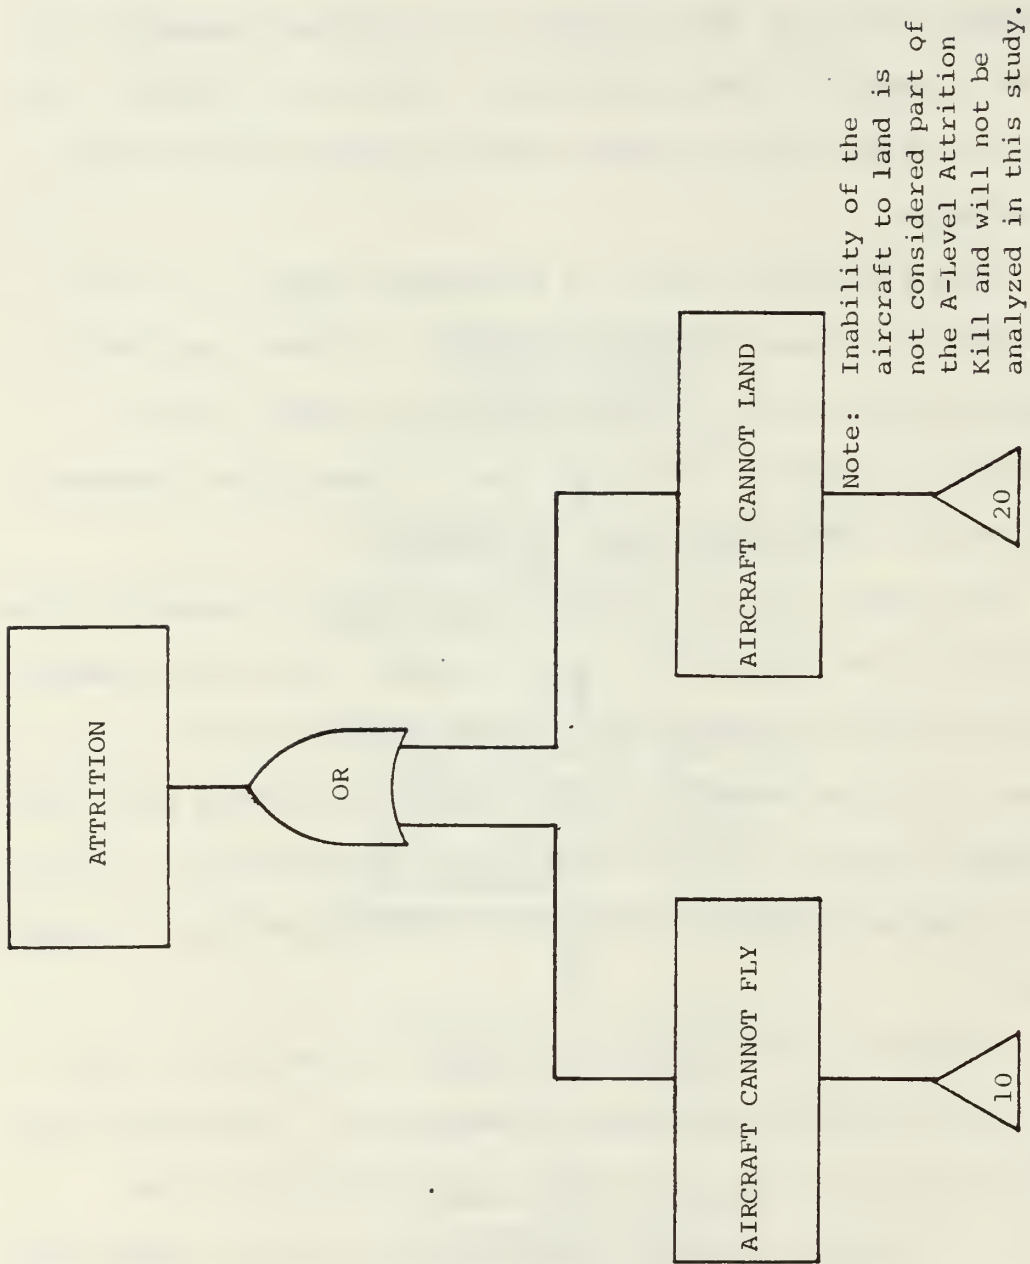 ATTRITION
OR
AIRCRAFT CANNOT FLY
AIRCRAFT CANNOT LAND
10
20
Note: Inability of the
aircraft to land is
not considered part of
the A-Level Attrition
Kill and will not be
analyzed in this study.